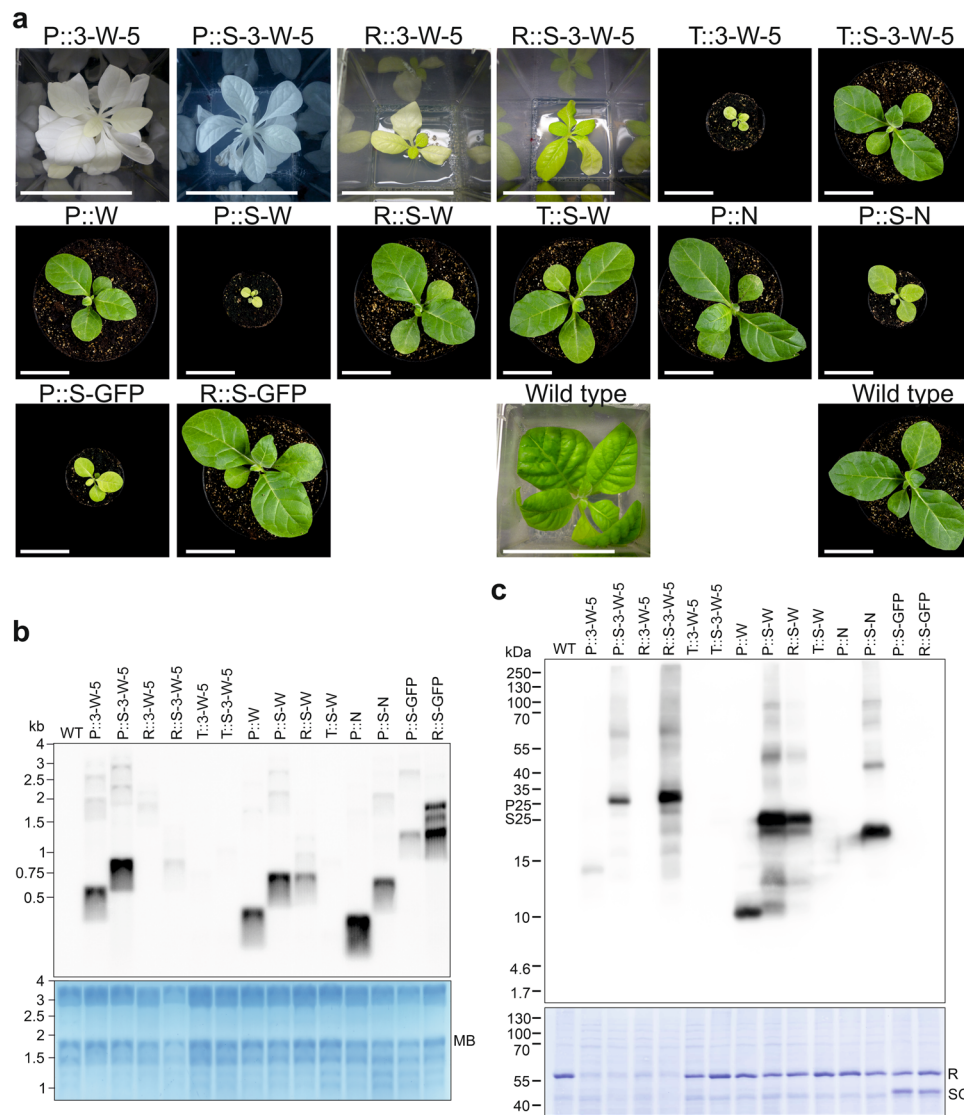 a
P::3-W-5 P::S-3-W-5 R::3-W-5 R::S-3-W-5 T::3-W-5 T::S-3-W-5
P::W P::S-W R::S-W T::S-W P::N P::S-N
P::S-GFP R::S-GFP Wild type Wild type
b
kb
WT P::3-W-5 P::S-3-W-5 R::3-W-5 R::S-3-W-5 T::3-W-5 T::S-3-W-5 P::W P::S-W R::S-W T::S-W P::N P::S-N P::S-GFP R::S-GFP
4
3
2.5
2
1.5
1
0.75
0.5
4
3
2.5
2
MB
1.5
1
c
kDa
WT P::3-W-5 P::S-3-W-5 R::3-W-5 R::S-3-W-5 T::3-W-5 T::S-3-W-5 P::W P::S-W R::S-W T::S-W P::N P::S-N P::S-GFP R::S-GFP
250
130
70
55
40
35
P25
S25
15
10
4.6
1.7
130
100
70
R
55
40